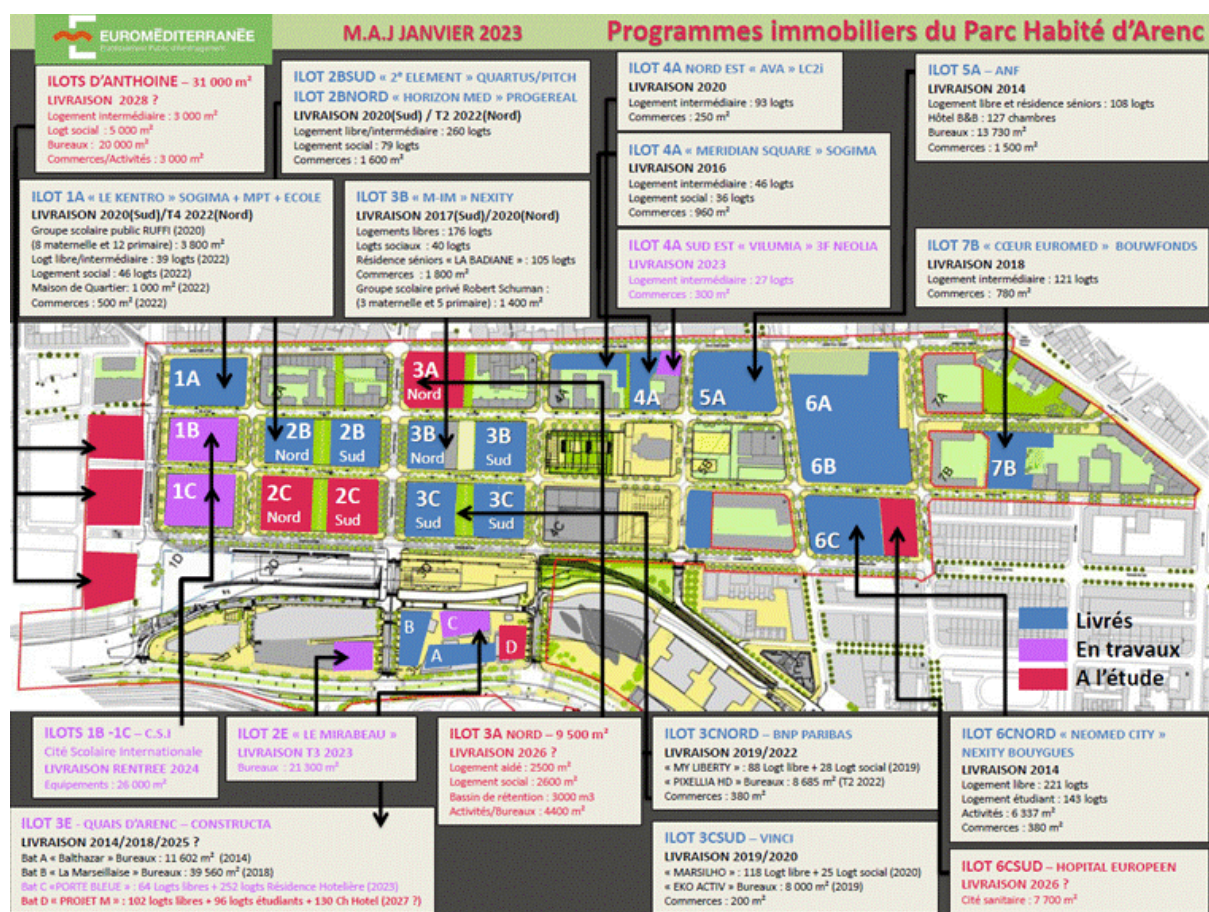 EUROMÉDITERRANÉE
Etablissement Public d'Aménagement
M.A.J JANVIER 2023
Programmes immobiliers du Parc Habité d'Arenc
ILOTS D'ANTHOINE – 31 000 m²
LIVRAISON 2028 ?
Logement intermédiaire : 3 000 m²
Logt social : 5 000 m²
Bureaux : 20 000 m²
Commerces/Activités : 3 000 m²
ILOT 2BSUD « 2e ELEMENT » QUARTUS/PITCH
ILOT 2BNORD « HORIZON MED » PROGEREAL
LIVRAISON 2020(Sud) / T2 2022(Nord)
Logement libre/intermédiaire : 260 logts
Logement social : 79 logts
Commerces : 1 600 m²
ILOT 4A NORD EST « AVA » LC2i
LIVRAISON 2020
Logement intermédiaire : 93 logts
Commerces : 250 m²
ILOT 5A – ANF
LIVRAISON 2014
Logement libre et résidence séniors : 108 logts
Hôtel B&B : 127 chambres
Bureaux : 13 730 m²
Commerces : 1 500 m²
ILOT 4A « MERIDIAN SQUARE » SOGIMA
LIVRAISON 2016
Logement intermédiaire : 46 logts
Logement social : 36 logts
Commerces : 960 m²
ILOT 1A « LE KENTRO » SOGIMA + MPT + ECOLE
LIVRAISON 2020(Sud)/T4 2022(Nord)
Groupe scolaire public RUFFI (2020)
(8 maternelle et 12 primaire) : 3 800 m²
Logt libre/intermédiaire : 39 logts (2022)
Logement social : 46 logts (2022)
Maison de Quartier: 1 000 m² (2022)
Commerces : 500 m² (2022)
ILOT 3B « M-IM » NEXITY
LIVRAISON 2017(Sud)/2020(Nord)
Logements libres : 176 logts
Logts sociaux : 40 logts
Résidence séniors « LA BADIANE » : 105 logts
Commerces : 1 800 m²
Groupe scolaire privé Robert Schuman :
(3 maternelle et 5 primaire) : 1 400 m²
ILOT 4A SUD EST « VILUMIA » 3F NEOLIA
LIVRAISON 2023
Logement intermédiaire : 27 logts
Commerces : 300 m²
ILOT 7B « CŒUR EUROMED » BOUWFONDS
LIVRAISON 2018
Logement intermédiaire : 121 logts
Commerces : 780 m²
1A
3A
Nord
4A
4A
5A
6A
7A
1B
2B
Nord
2B
Sud
3B
Nord
3B
Sud
5B
6B
7B
7B
1C
2C
Nord
2C
Sud
3C
Sud
3C
Sud
4C
6C
1D
2D
B
C
A
D
Livrés
En travaux
A l'étude
ILOTS 1B -1C – C.S.I
Cité Scolaire Internationale
LIVRAISON RENTREE 2024
Equipements : 26 000 m²
ILOT 2E « LE MIRABEAU »
LIVRAISON T3 2023
Bureaux : 21 300 m²
ILOT 3A NORD – 9 500 m²
LIVRAISON 2026 ?
Logement aidé : 2500 m²
Logement social : 2600 m²
Bassin de rétention : 3000 m3
Activités/Bureaux : 4400 m²
ILOT 3CNORD – BNP PARIBAS
LIVRAISON 2019/2022
« MY LIBERTY » : 88 Logt libre + 28 Logt social (2019)
« PIXELLIA HD » Bureaux : 8 685 m² (T2 2022)
Commerces : 380 m²
ILOT 6CNORD « NEOMED CITY »
NEXITY BOUYGUES
LIVRAISON 2014
Logement libre : 221 logts
Logement étudiant : 143 logts
Activités : 6 337 m²
Commerces : 380 m²
ILOT 3E - QUAIS D'ARENC – CONSTRUCTA
LIVRAISON 2014/2018/2025 ?
Bat A « Balthazar » Bureaux : 11 602 m² (2014)
Bat B « La Marseillaise » Bureaux : 39 560 m² (2018)
Bat C «PORTE BLEUE » : 64 Logts libres + 252 logts Résidence Hotelière (2023)
Bat D « PROJET M » : 102 logts libres + 96 logts étudiants + 130 Ch Hotel (2027 ?)
ILOT 3CSUD – VINCI
LIVRAISON 2019/2020
« MARSILHO » : 118 Logt libre + 25 Logt social (2020)
« EKO ACTIV » Bureaux : 8 000 m² (2019)
Commerces : 200 m²
ILOT 6CSUD – HOPITAL EUROPEEN
LIVRAISON 2026 ?
Cité sanitaire : 7 700 m²